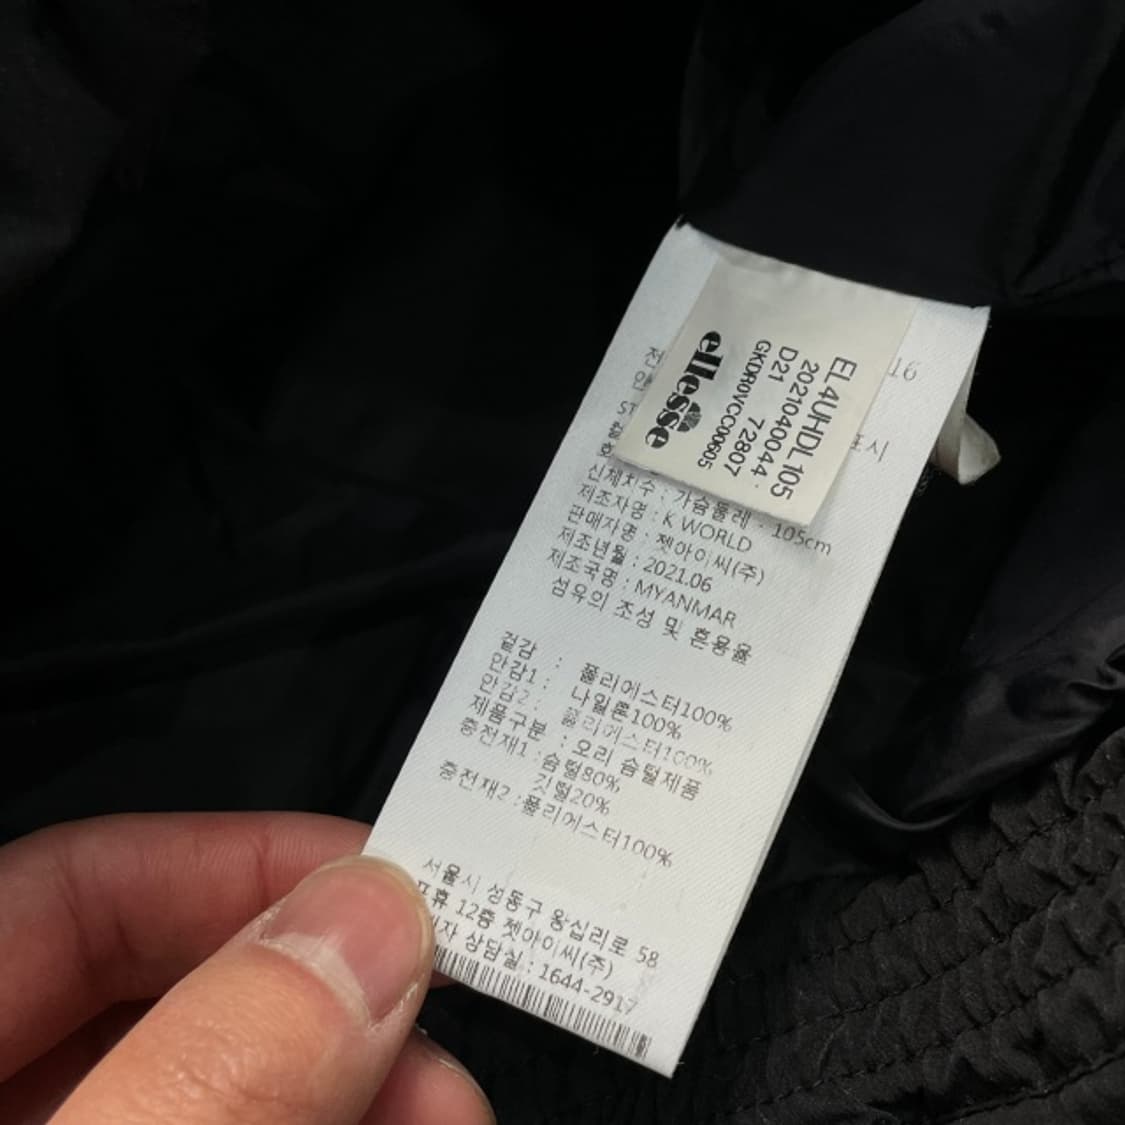 ellesse
EL4UHDL105
2021040044
D21 72807
GKDR0VCC00605
16
표시
신체치수 : 가슴둘레 : 105cm
제조자명 : K WORLD
판매자명 : 젯아이씨(주)
제조년월 : 2021.06
제조국명 : MYANMAR
섬유의 조성 및 혼용율
겉감 : 폴리에스터100%
안감1 : 나일론100%
안감2 : 폴리에스터100%
제품구분 : 오리 솜털제품
충전재1 : 솜털80%
깃털20%
충전재2 : 폴리에스터100%
서울시 성동구 왕십리로 58
포휴 12층 젯아이씨(주)
상담실 : 1644-2917